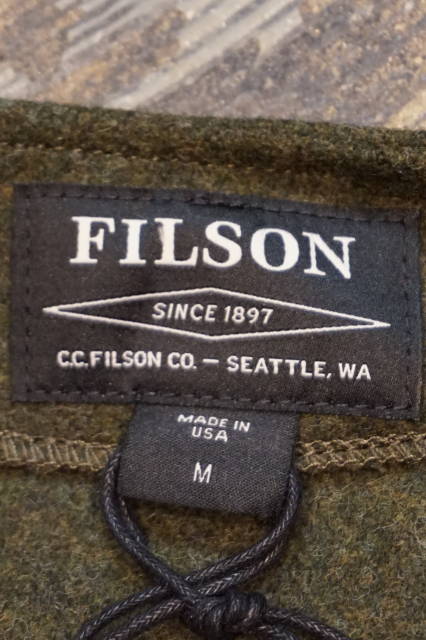 FILSON
SINCE 1897
C.C.FILSON CO. — SEATTLE, WA
MADE IN
USA
M